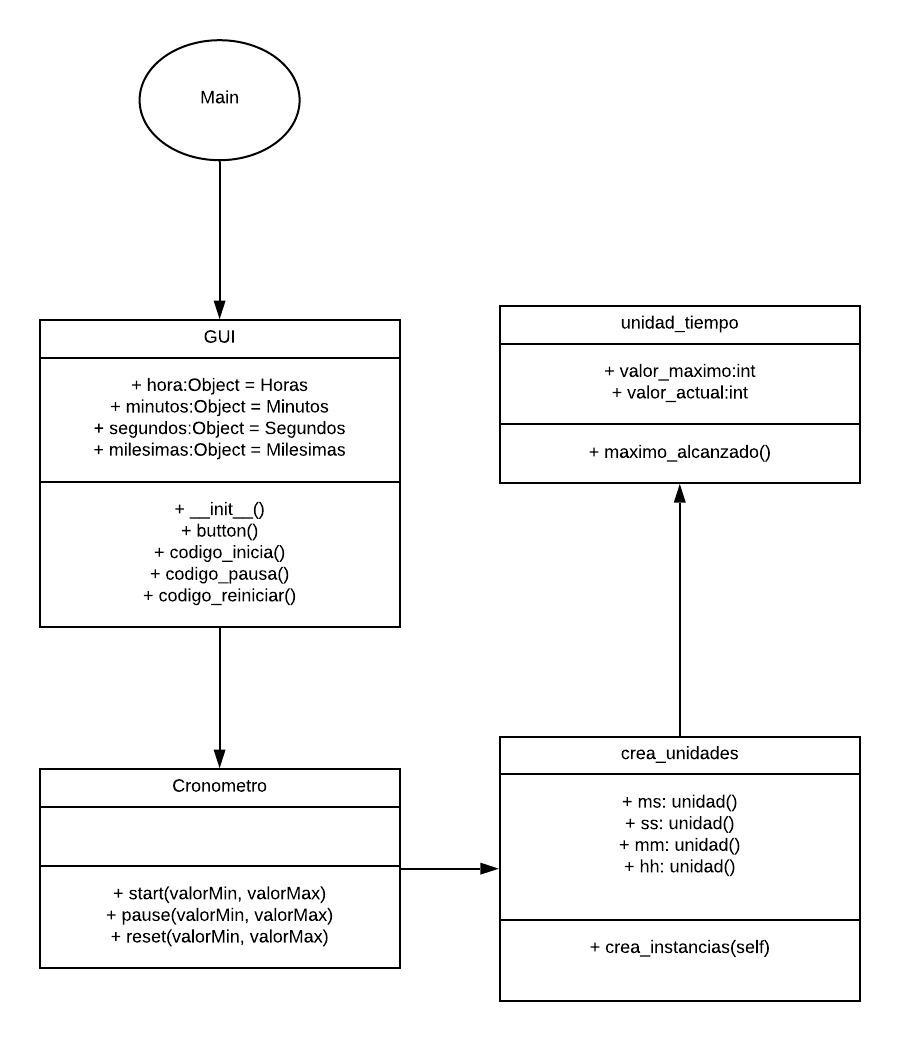 Main
GUI
+ hora:Object = Horas
+ minutos:Object = Minutos
+ segundos:Object = Segundos
+ milesimas:Object = Milesimas
+ __init__()
+ button()
+ codigo_inicia()
+ codigo_pausa()
+ codigo_reiniciar()
unidad_tiempo
+ valor_maximo:int
+ valor_actual:int
+ maximo_alcanzado()
Cronometro
+ start(valorMin, valorMax)
+ pause(valorMin, valorMax)
+ reset(valorMin, valorMax)
crea_unidades
+ ms: unidad()
+ ss: unidad()
+ mm: unidad()
+ hh: unidad()
+ crea_instancias(self)